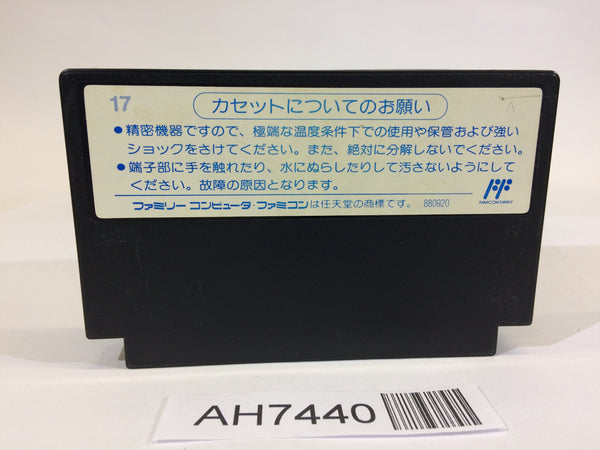 17
カセットについてのお願い
A
●精密機器ですので、極端な温度条件下での使用や保管および強い
ショックをさけてください。また、絶対に分解しないでください。
●端子部に手を触れたり、水にぬらしたりして汚さないようにして
ください。故障の原因となります。
ファミリーコンピュータ・ファミコンは任天堂の商標です。 880920
FF
NAMCOM FAMILY
AH7440